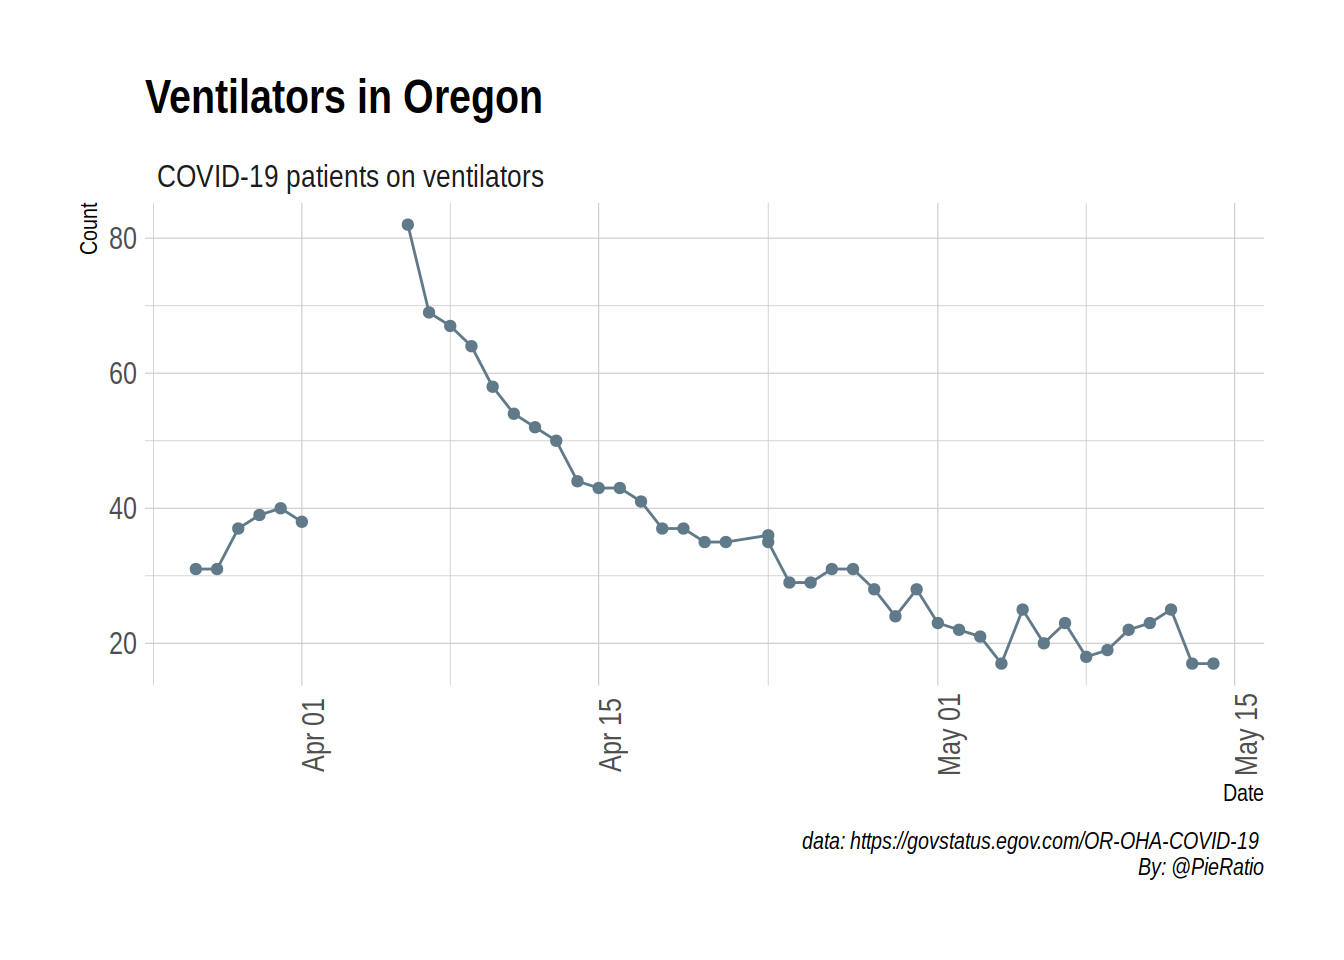 Ventilators in Oregon
COVID-19 patients on ventilators
Count
80
60
40
20
Apr 01
Apr 15
May 01
May 15
Date
data: https://govstatus.egov.com/OR-OHA-COVID-19
By: @PieRatio